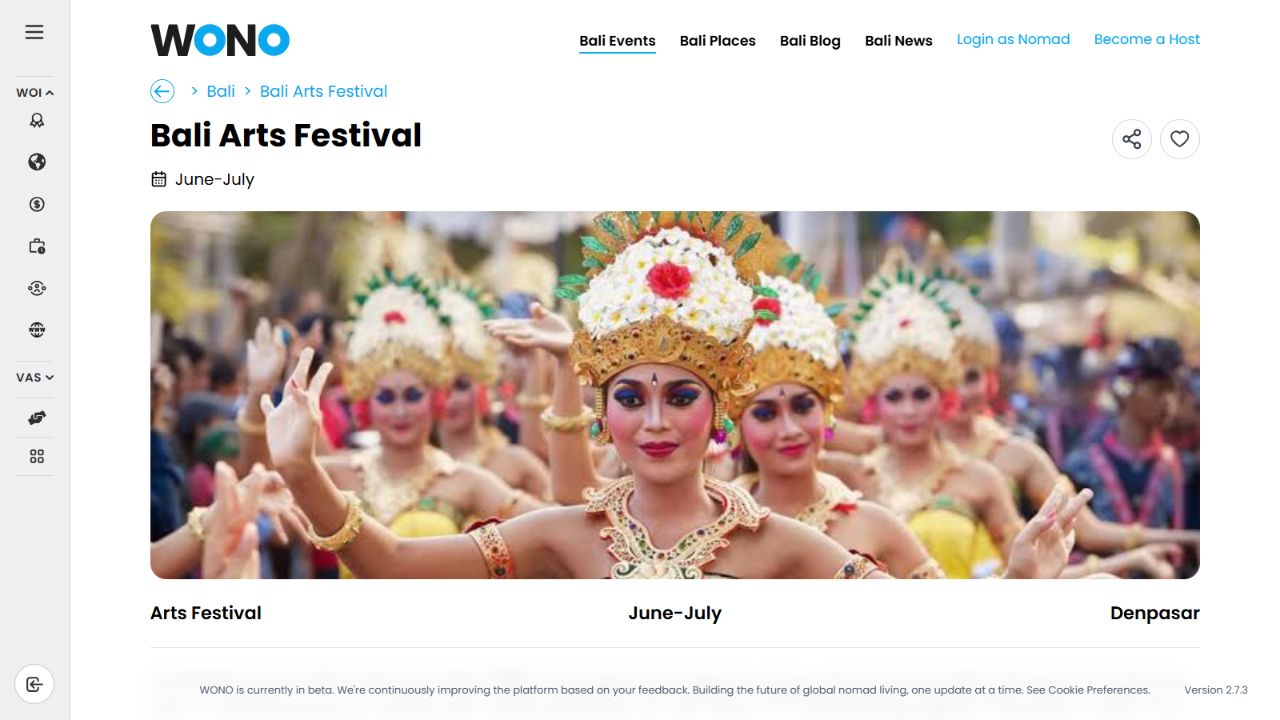 WONO
Bali Events
Bali Places
Bali Blog
Bali News
Login as Nomad
Become a Host
> Bali > Bali Arts Festival
Bali Arts Festival
June-July
WOI
VAS
Arts Festival
June-July
Denpasar
WONO is currently in beta. We're continuously improving the platform based on your feedback. Building the future of global nomad living, one update at a time. See Cookie Preferences.
Version 2.7.3